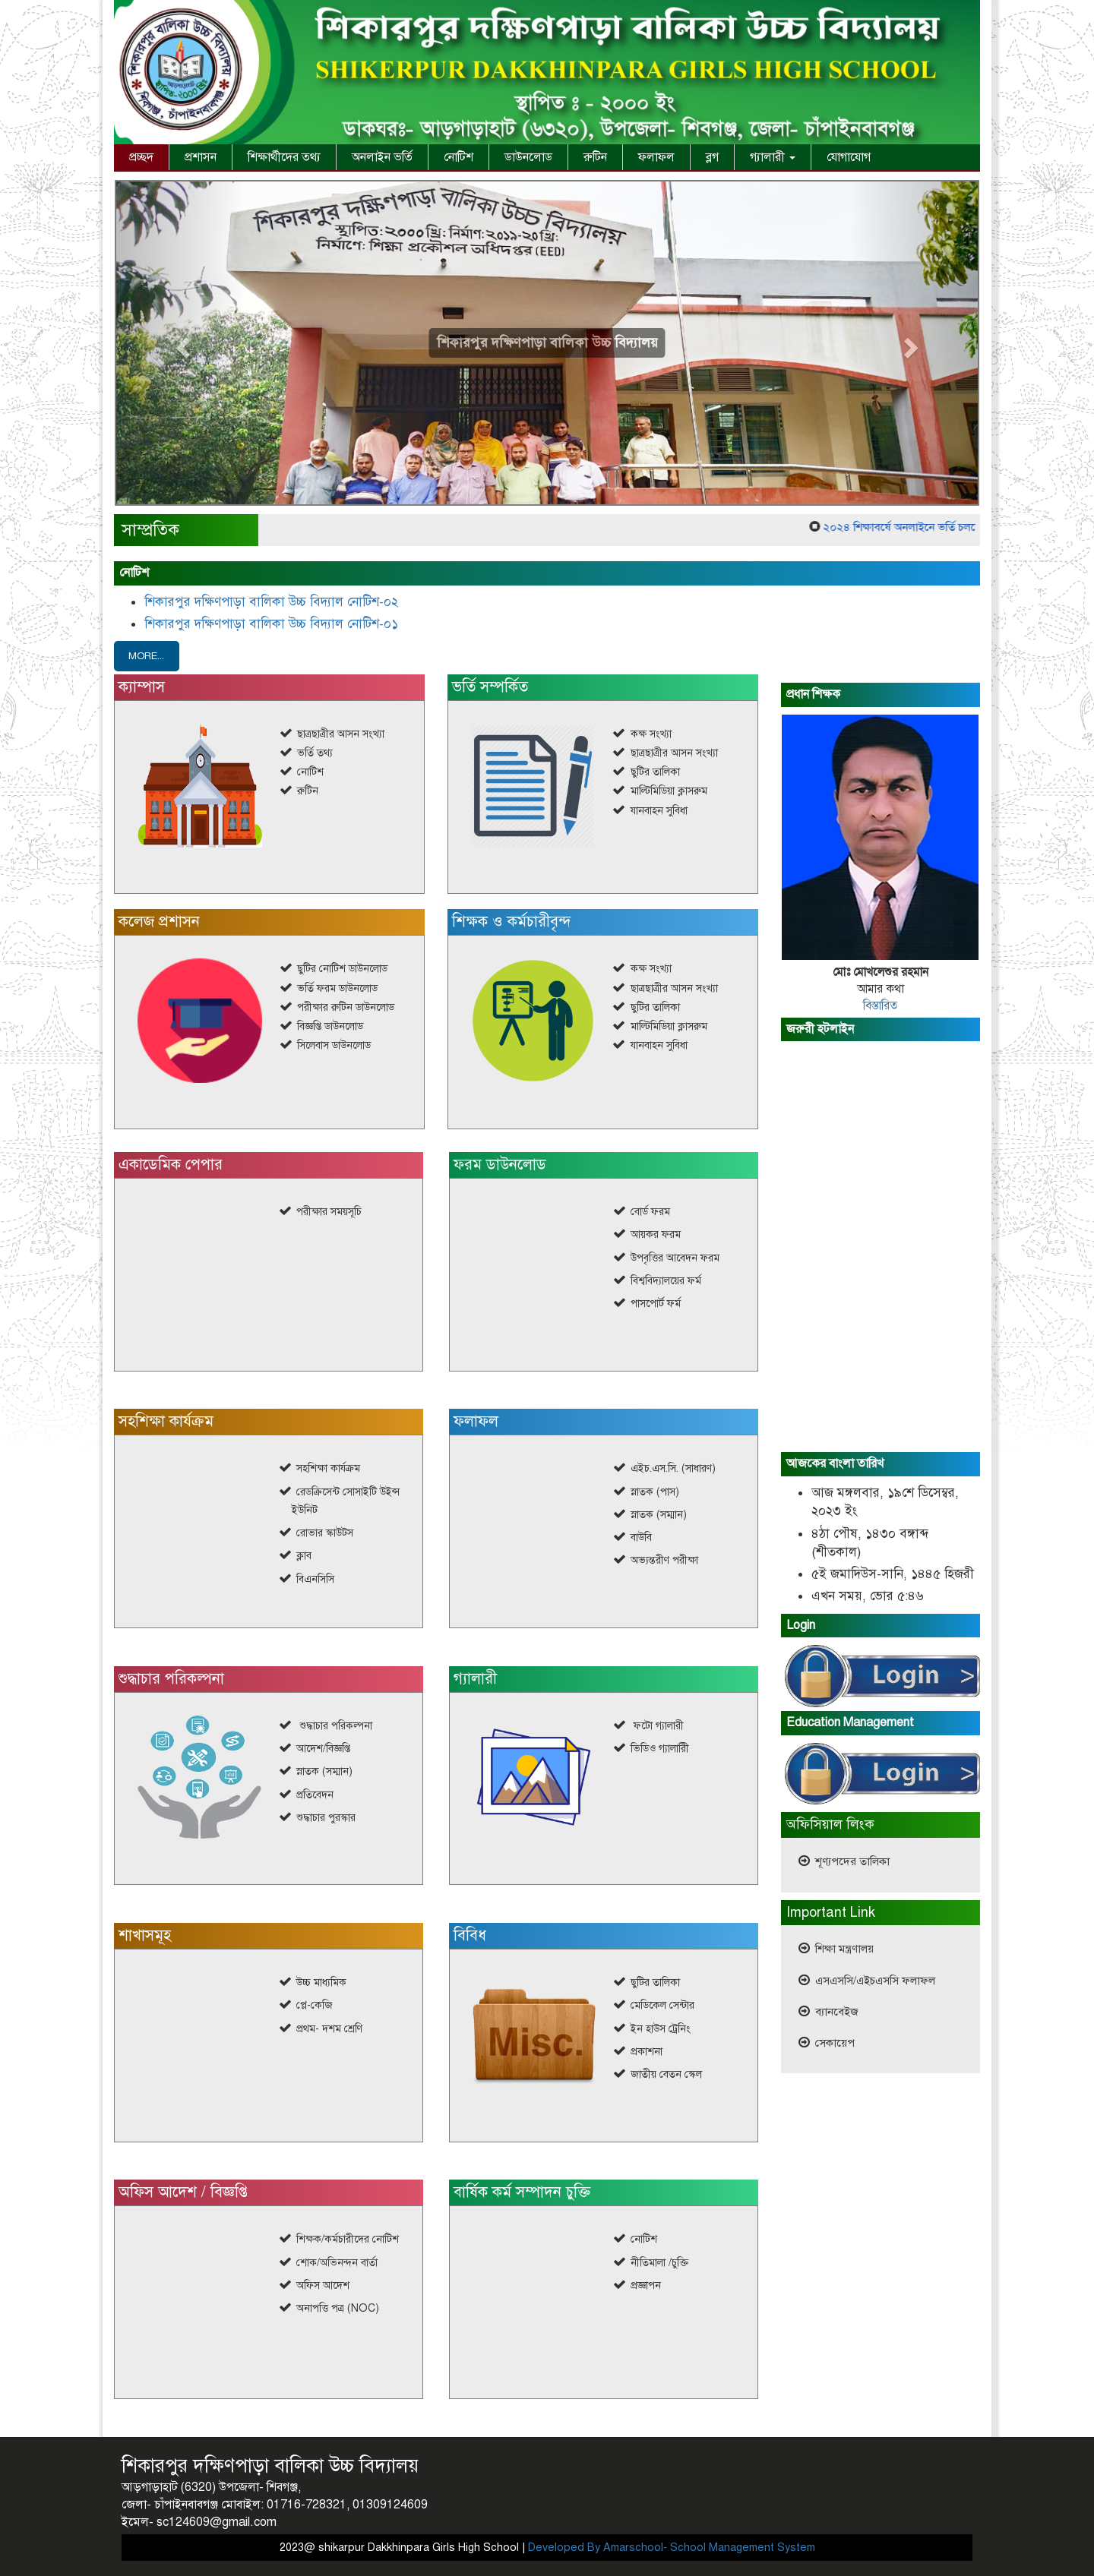 শিকারপুর দক্ষিণপাড়া বালিকা উচ্চ বিদ্যালয়
SHIKERPUR DAKKHINPARA GIRLS HIGH SCHOOL
স্থাপিত ঃ - ২০০০ ইং
ডাকঘরঃ- আড়গাড়াহাট (৬৩২০), উপজেলা- শিবগঞ্জ, জেলা- চাঁপাইনবাবগঞ্জ
প্রচ্ছদ প্রশাসন শিক্ষার্থীদের তথ্য অনলাইন ভর্তি নোটিশ ডাউনলোড রুটিন ফলাফল ব্লগ গ্যালারী যোগাযোগ
শিকারপুর দক্ষিণপাড়া বালিকা উচ্চ বিদ্যালয়
স্থাপিত:-২০০০ খ্রি: নির্মাণ:-২০১৯-২০খ্রি:
নির্মাণে: শিক্ষা প্রকৌশল অধিদপ্তর (EED)
শিকারপুর দক্ষিণপাড়া বালিকা উচ্চ বিদ্যালয়
সাম্প্রতিক
২০২৪ শিক্ষাবর্ষে অনলাইনে ভর্তি চলছে
নোটিশ
শিকারপুর দক্ষিণপাড়া বালিকা উচ্চ বিদ্যাল নোটিশ-০২
শিকারপুর দক্ষিণপাড়া বালিকা উচ্চ বিদ্যাল নোটিশ-০১
MORE...
ক্যাম্পাস
ছাত্রছাত্রীর আসন সংখ্যা
ভর্তি তথ্য
নোটিশ
রুটিন
ভর্তি সম্পর্কিত
কক্ষ সংখ্যা
ছাত্রছাত্রীর আসন সংখ্যা
ছুটির তালিকা
মাল্টিমিডিয়া ক্লাসরুম
যানবাহন সুবিধা
কলেজ প্রশাসন
ছুটির নোটিশ ডাউনলোড
ভর্তি ফরম ডাউনলোড
পরীক্ষার রুটিন ডাউনলোড
বিজ্ঞপ্তি ডাউনলোড
সিলেবাস ডাউনলোড
শিক্ষক ও কর্মচারীবৃন্দ
কক্ষ সংখ্যা
ছাত্রছাত্রীর আসন সংখ্যা
ছুটির তালিকা
মাল্টিমিডিয়া ক্লাসরুম
যানবাহন সুবিধা
একাডেমিক পেপার
পরীক্ষার সময়সূচি
ফরম ডাউনলোড
বোর্ড ফরম
আয়কর ফরম
উপবৃত্তির আবেদন ফরম
বিশ্ববিদ্যালয়ের ফর্ম
পাসপোর্ট ফর্ম
সহশিক্ষা কার্যক্রম
সহশিক্ষা কার্যক্রম
রেডক্রিসেন্ট সোসাইটি উইন্স
ইউনিট
রোভার স্কাউটস
ক্লাব
বিএনসিসি
ফলাফল
এইচ.এস.সি. (সাধারণ)
স্নাতক (পাস)
স্নাতক (সম্মান)
বাউবি
অভ্যন্তরীণ পরীক্ষা
শুদ্ধাচার পরিকল্পনা
শুদ্ধাচার পরিকল্পনা
আদেশ/বিজ্ঞপ্তি
স্নাতক (সম্মান)
প্রতিবেদন
শুদ্ধাচার পুরস্কার
গ্যালারী
ফটো গ্যালারী
ভিডিও গ্যালারিী
শাখাসমূহ
উচ্চ মাধ্যমিক
প্লে-কেজি
প্রথম- দশম শ্রেণি
বিবিধ
Misc.
ছুটির তালিকা
মেডিকেল সেন্টার
ইন হাউস ট্রেনিং
প্রকাশনা
জাতীয় বেতন স্কেল
অফিস আদেশ / বিজ্ঞপ্তি
শিক্ষক/কর্মচারীদের নোটিশ
শোক/অভিনন্দন বার্তা
অফিস আদেশ
অনাপত্তি পত্র (NOC)
বার্ষিক কর্ম সম্পাদন চুক্তি
নোটিশ
নীতিমালা /চুক্তি
প্রজ্ঞাপন
প্রধান শিক্ষক
মোঃ মোখলেশুর রহমান
আমার কথা
বিস্তারিত
জরুরী হটলাইন
আজকের বাংলা তারিখ
আজ মঙ্গলবার, ১৯শে ডিসেম্বর,
২০২৩ ইং
৪ঠা পৌষ, ১৪৩০ বঙ্গাব্দ
(শীতকাল)
৫ই জমাদিউস-সানি, ১৪৪৫ হিজরী
এখন সময়, ভোর ৫:৪৬
Login
Login >
Education Management
Login >
অফিসিয়াল লিংক
শূণ্যপদের তালিকা
Important Link
শিক্ষা মন্ত্রণালয়
এসএসসি/এইচএসসি ফলাফল
ব্যানবেইজ
সেকায়েপ
শিকারপুর দক্ষিণপাড়া বালিকা উচ্চ বিদ্যালয়
আড়গাড়াহাট (6320) উপজেলা- শিবগঞ্জ,
জেলা- চাঁপাইনবাবগঞ্জ মোবাইল: 01716-728321, 01309124609
ইমেল- sc124609@gmail.com
2023@ shikarpur Dakkhinpara Girls High School | Developed By Amarschool- School Management System